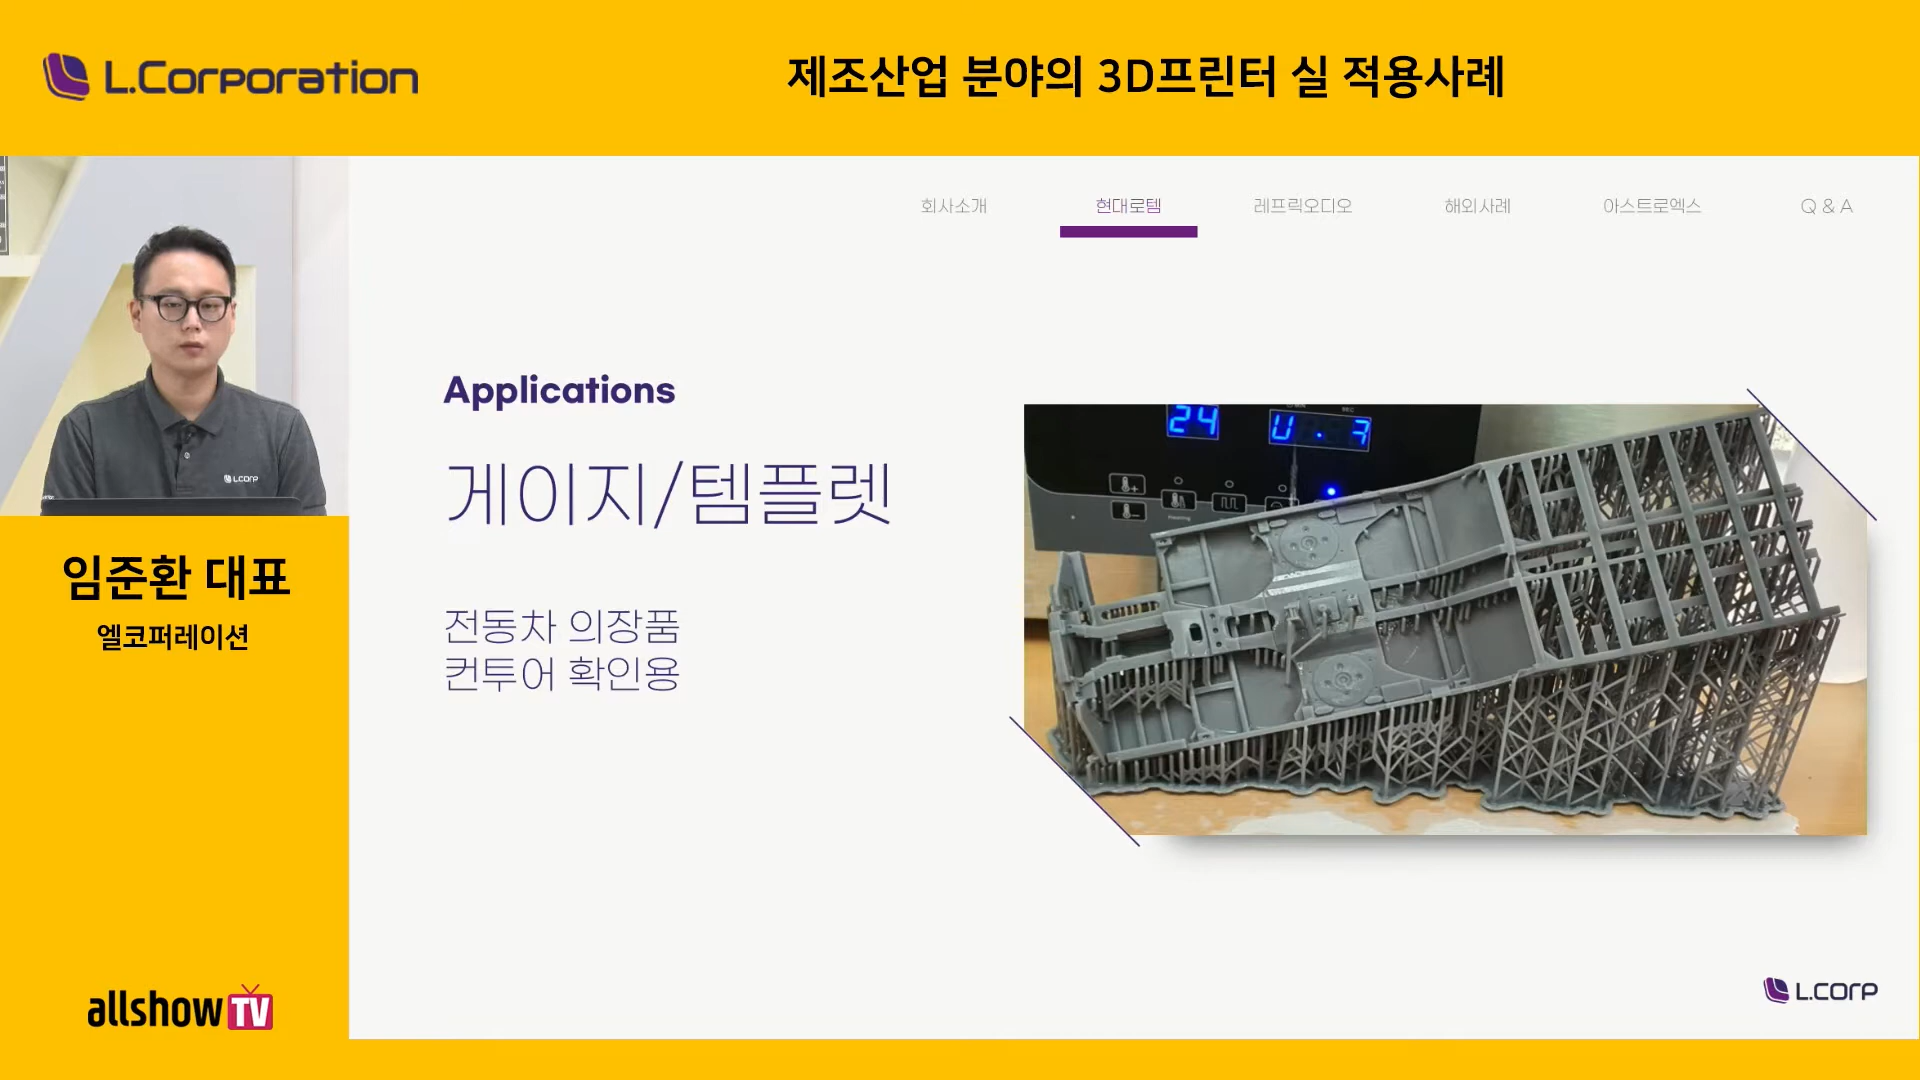 L.Corporation
제조산업 분야의 3D프린터 실 적용사례
회사소개
현대로템
레프릭오디오
해외사례
아스트로엑스
Q & A
Applications
게이지/템플렛
전동차 의장품
컨투어 확인용
24
L.CORP
임준환 대표
엘코퍼레이션
allshowTV
L.CORP